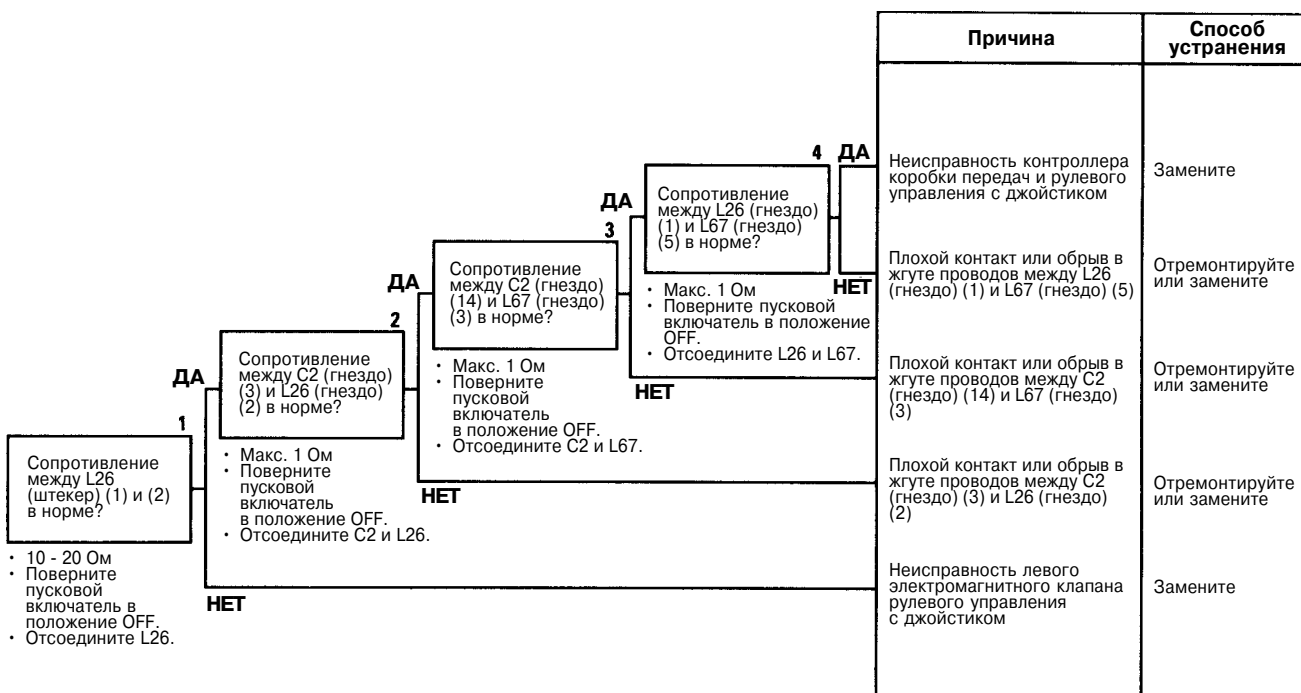 Причина
Способ
устранения
4
ДА
Сопротивление
между L26 (гнездо)
(1) и L67 (гнездо)
(5) в норме?
Неисправность контроллера
коробки передач и рулевого
управления с джойстиком
Замените
ДА
3
НЕТ
• Макс. 1 Ом
• Поверните пусковой
включатель в положение
OFF.
• Отсоедините L26 и L67.
Плохой контакт или обрыв в
жгуте проводов между L26
(гнездо) (1) и L67 (гнездо) (5)
Отремонтируйте
или замените
ДА
Сопротивление
между C2 (гнездо)
(14) и L67 (гнездо)
(3) в норме?
2
НЕТ
• Макс. 1 Ом
• Поверните
пусковой
включатель
в положение OFF.
• Отсоедините C2 и L67.
Плохой контакт или обрыв в
жгуте проводов между C2
(гнездо) (14) и L67 (гнездо)
(3)
Отремонтируйте
или замените
ДА
Сопротивление
между C2 (гнездо)
(3) и L26 (гнездо)
(2) в норме?
1
НЕТ
• Макс. 1 Ом
• Поверните
пусковой
включатель
в положение OFF.
• Отсоедините C2 и L26.
Плохой контакт или обрыв в
жгуте проводов между C2
(гнездо) (3) и L26 (гнездо)
(2)
Отремонтируйте
или замените
Сопротивление
между L26
(штекер) (1) и (2)
в норме?
• 10 - 20 Ом
• Поверните
пусковой
включатель в
положение OFF.
• Отсоедините L26.
НЕТ
Неисправность левого
электромагнитного клапана
рулевого управления
с джойстиком
Замените